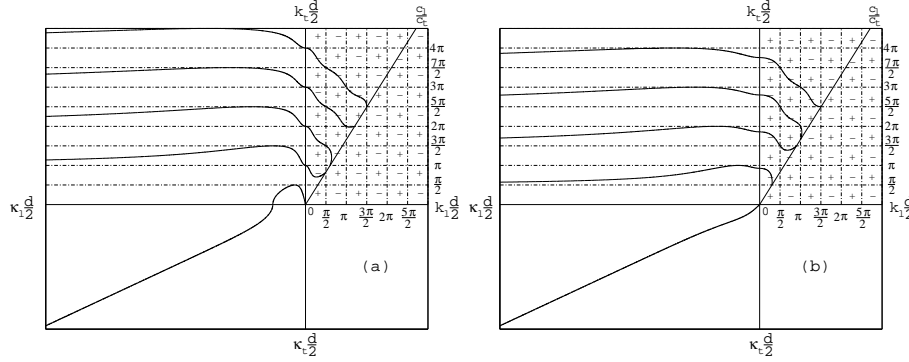 k_t d/2
c_l/c_t
4π
7π/2
3π
5π/2
2π
3π/2
π
π/2
κ_l d/2
0 π/2 π 3π/2 2π 5π/2
k_l d/2
(a)
κ_t d/2
k_t d/2
4π
7π/2
3π
5π/2
2π
3π/2
π
π/2
κ_l d/2
0 π/2 π 3π/2 2π 5π/2
(b)
κ_t d/2